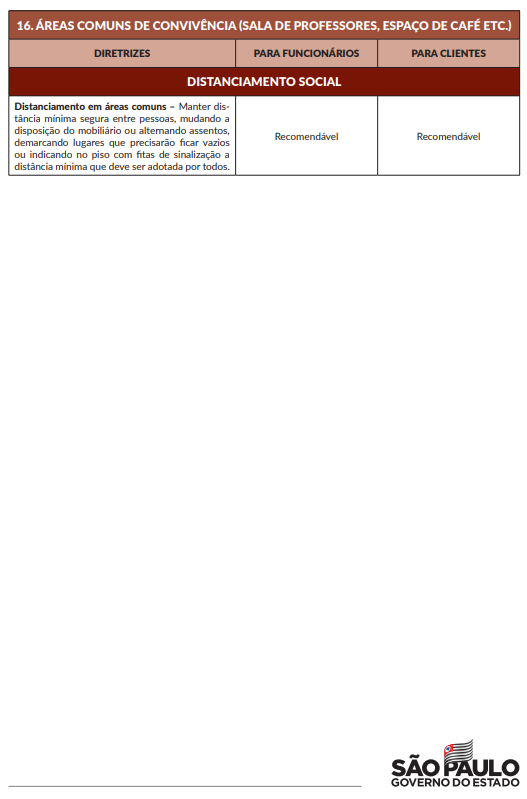 16. ÁREAS COMUNS DE CONVIVÊNCIA (SALA DE PROFESSORES, ESPAÇO DE CAFÉ ETC.)
DIRETRIZES
PARA FUNCIONÁRIOS
PARA CLIENTES
DISTANCIAMENTO SOCIAL
Distanciamento em áreas comuns – Manter dis-
tância mínima segura entre pessoas, mudando a
disposição do mobiliário ou alternando assentos,
demarcando lugares que precisarão ficar vazios
ou indicando no piso com fitas de sinalização a
distância mínima que deve ser adotada por todos.
Recomendável
Recomendável
SÃO PAULO
GOVERNO DO ESTADO